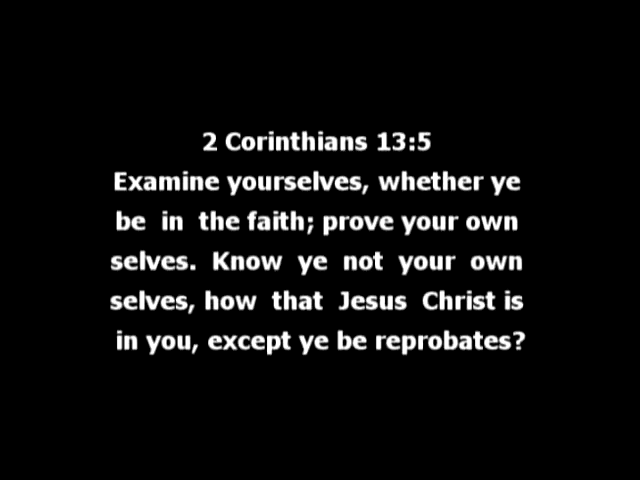 2 Corinthians 13:5
Examine yourselves, whether ye
be in the faith; prove your own
selves. Know ye not your own
selves, how that Jesus Christ is
in you, except ye be reprobates?